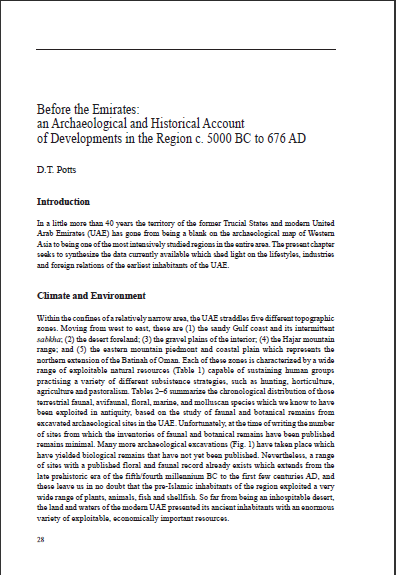 Before the Emirates:
an Archaeological and Historical Account
of Developments in the Region c. 5000 BC to 676 AD
D.T. Potts
Introduction
In a little more than 40 years the territory of the former Trucial States and modern United
Arab Emirates (UAE) has gone from being a blank on the archaeological map of Western
Asia to being one of the most intensively studied regions in the entire area. The present chapter
seeks to synthesize the data currently available which shed light on the lifestyles, industries
and foreign relations of the earliest inhabitants of the UAE.
Climate and Environment
Within the confines of a relatively narrow area, the UAE straddles five different topographic
zones. Moving from west to east, these are (1) the sandy Gulf coast and its intermittent
sabkha; (2) the desert foreland; (3) the gravel plains of the interior; (4) the Hajar mountain
range; and (5) the eastern mountain piedmont and coastal plain which represents the
northern extension of the Batinah of Oman. Each of these zones is characterized by a wide
range of exploitable natural resources (Table 1) capable of sustaining human groups
practising a variety of different subsistence strategies, such as hunting, horticulture,
agriculture and pastoralism. Tables 2–6 summarize the chronological distribution of those
terrestrial faunal, avifaunal, floral, marine, and molluscan species which we know to have
been exploited in antiquity, based on the study of faunal and botanical remains from
excavated archaeological sites in the UAE. Unfortunately, at the time of writing the number
of sites from which the inventories of faunal and botanical remains have been published
remains minimal. Many more archaeological excavations (Fig. 1) have taken place which
have yielded biological remains that have not yet been published. Nevertheless, a range
of sites with a published floral and faunal record already exists which extends from the
late prehistoric era of the fifth/fourth millennium BC to the first few centuries AD, and
these leave us in no doubt that the pre-Islamic inhabitants of the region exploited a very
wide range of plants, animals, fish and shellfish. So far from being an inhospitable desert,
the land and waters of the modern UAE presented its ancient inhabitants with an enormous
variety of exploitable, economically important resources.
28